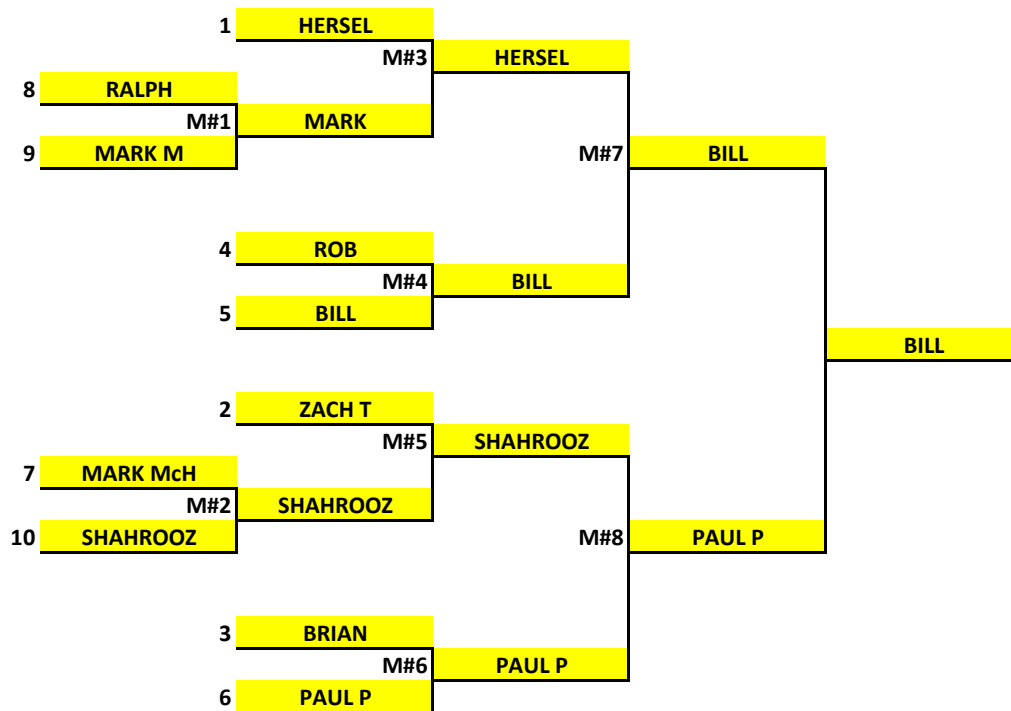 1 HERSEL
M#3 HERSEL
8 RALPH
M#1 MARK
9 MARK M
M#7 BILL
4 ROB
M#4 BILL
5 BILL
BILL
2 ZACH T
M#5 SHAHROOZ
7 MARK McH
M#2 SHAHROOZ
10 SHAHROOZ
M#8 PAUL P
3 BRIAN
M#6 PAUL P
6 PAUL P